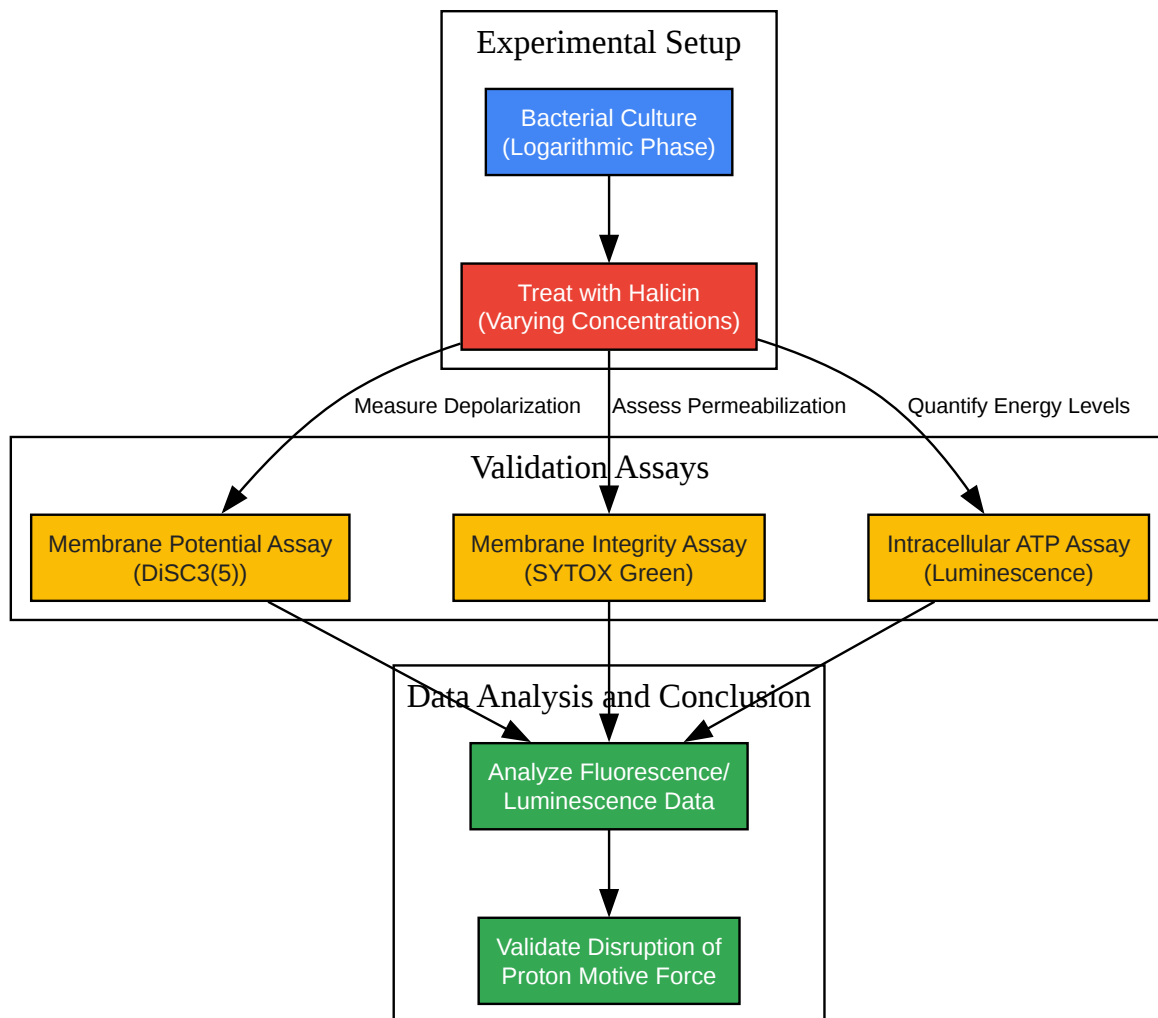 Experimental Setup
Bacterial Culture
(Logarithmic Phase)
Treat with Halicin
(Varying Concentrations)
Measure Depolarization
Assess Permeabilization
Quantify Energy Levels
Validation Assays
Membrane Potential Assay
(DiSC3(5))
Membrane Integrity Assay
(SYTOX Green)
Intracellular ATP Assay
(Luminescence)
Data Analysis and Conclusion
Analyze Fluorescence/
Luminescence Data
Validate Disruption of
Proton Motive Force